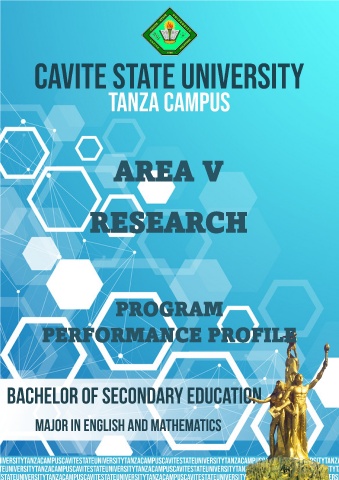 CAVITE STATE UNIVERSITY
TANZA CAMPUS
AREA V
RESEARCH
PROGRAM
PERFORMANCE PROFILE
BACHELOR OF SECONDARY EDUCATION
MAJOR IN ENGLISH AND MATHEMATICS